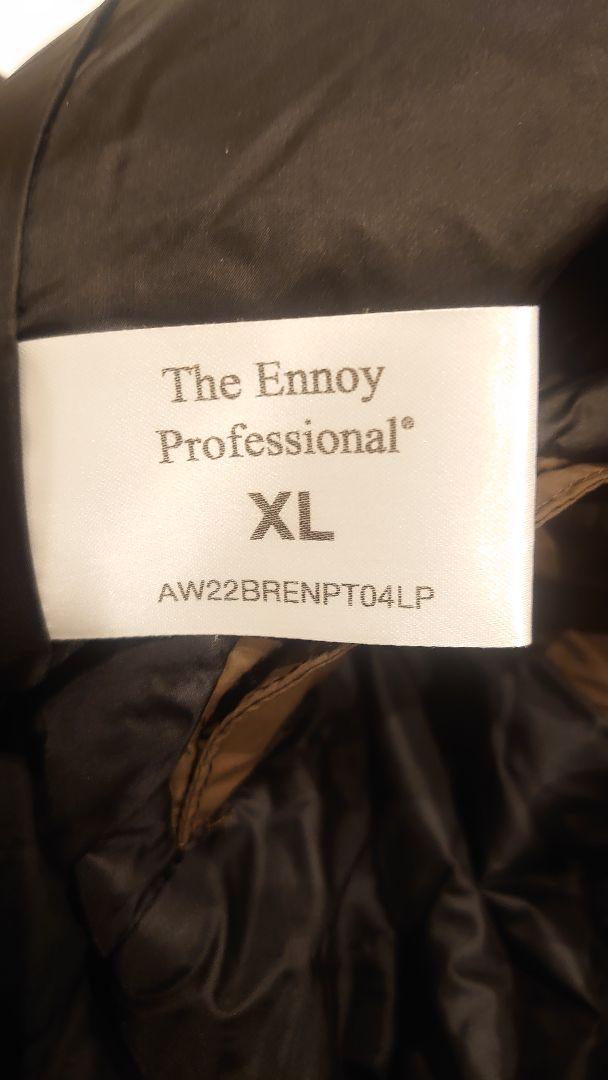 The Ennoy
Professional®
XL
AW22BRENPT04LP